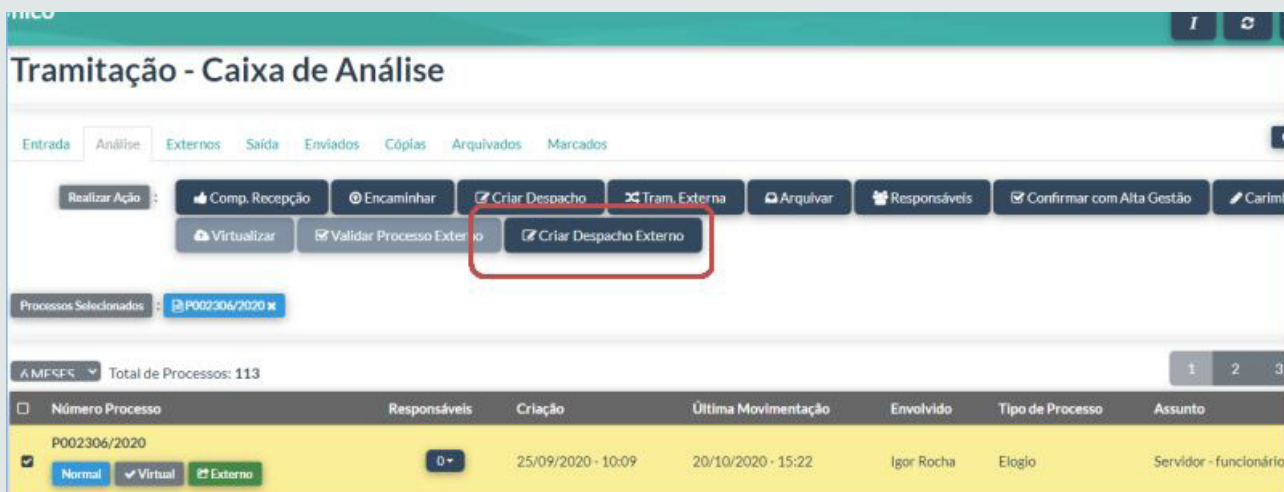 Tramitação - Caixa de Análise
Entrada Análise Externos Saída Enviados Cópias Arquivados Marcados
Realizar Ação : Comp. Recepção Encaminhar Criar Despacho Tram. Externa Arquivar Responsáveis Confirmar com Alta Gestão
Virtualizar Validar Processo Externo Criar Despacho Externo
Processos Selecionados : P002306/2020 x
6 MESES Total de Processos: 113
1 2 3
Número Processo Responsáveis Criação Última Movimentação Envolvido Tipo de Processo Assunto
P002306/2020
0 25/09/2020 - 10:09 20/10/2020 - 15:22 Igor Rocha Elogio Servidor - funcionário
Normal Virtual Externo